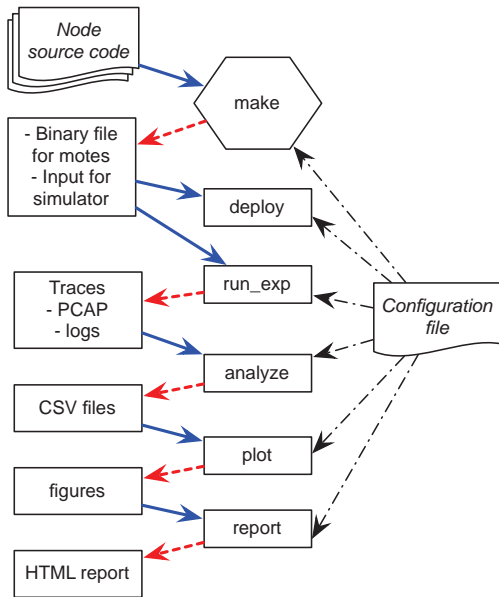 Node
source code
make
- Binary file
for motes
- Input for
simulator
deploy
run_exp
Configuration
file
Traces
- PCAP
- logs
analyze
CSV files
plot
figures
report
HTML report